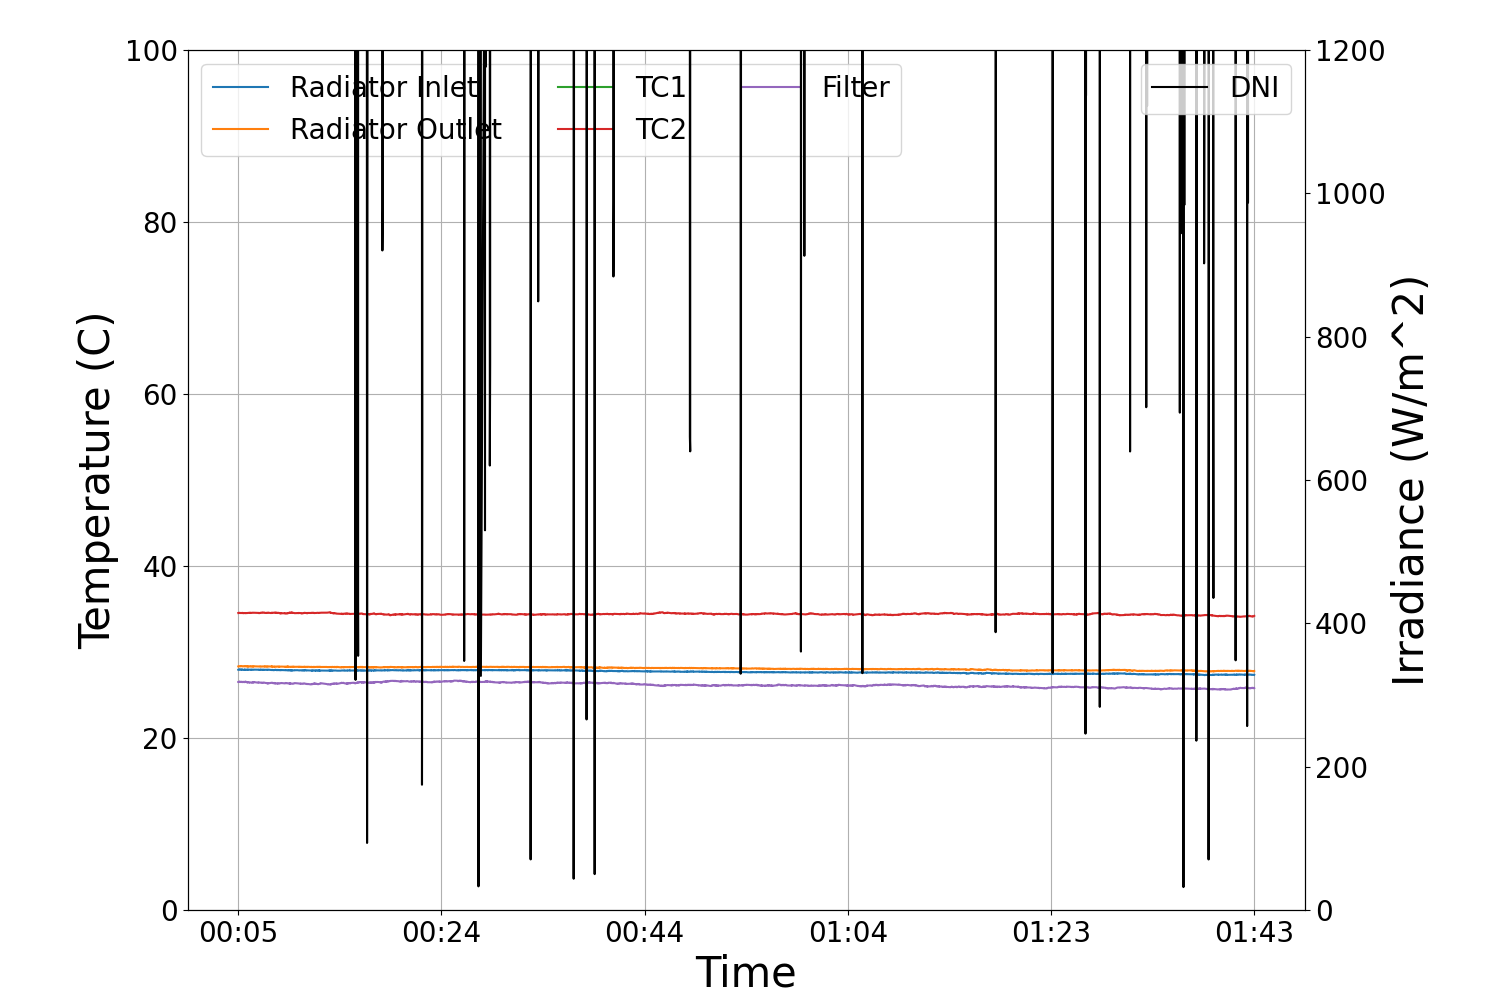 100
80
60
40
20
0
Temperature (C)
Radiator Inlet
Radiator Outlet
TC1
TC2
Filter
DNI
1200
1000
800
600
400
200
0
Irradiance (W/m^2)
00:05 00:24 00:44 01:04 01:23 01:43
Time